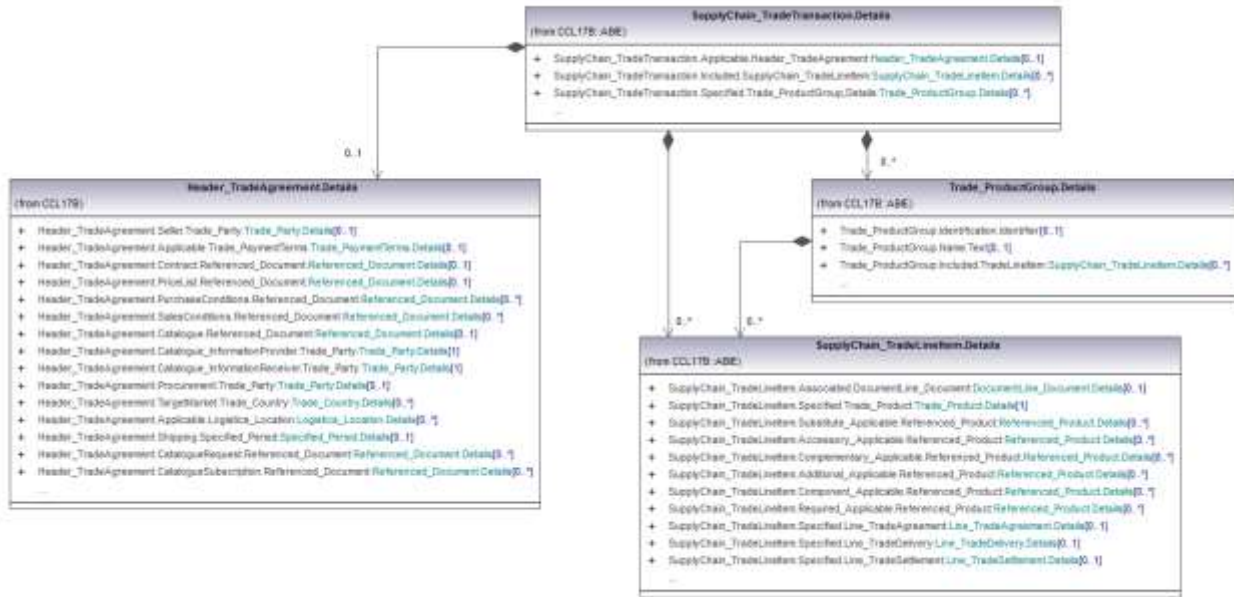 SupplyChain_TradeTransaction.Details
(from CCL17B::ABIE)
+ SupplyChain_TradeTransaction.Applicable.Header_TradeAgreement:Header_TradeAgreement.Details[0..1]
+ SupplyChain_TradeTransaction.Included.SupplyChain_TradeLineItem:SupplyChain_TradeLineItem.Details[0..*]
+ SupplyChain_TradeTransaction.Specified.Trade_ProductGroup.Details:Trade_ProductGroup.Details[0..*]
...
0..1
0..*
Header_TradeAgreement.Details
(from CCL17B)
+ Header_TradeAgreement.Seller.Trade_Party:Trade_Party.Details[0..1]
+ Header_TradeAgreement.Applicable.Trade_PaymentTerms:Trade_PaymentTerms.Details[0..1]
+ Header_TradeAgreement.Contract.Referenced_Document:Referenced_Document.Details[0..1]
+ Header_TradeAgreement.PriceList.Referenced_Document:Referenced_Document.Details[0..1]
+ Header_TradeAgreement.PurchaseConditions.Referenced_Document:Referenced_Document.Details[0..*]
+ Header_TradeAgreement.SalesConditions.Referenced_Document:Referenced_Document.Details[0..*]
+ Header_TradeAgreement.Catalogue.Referenced_Document:Referenced_Document.Details[0..1]
+ Header_TradeAgreement.Catalogue_InformationProvider.Trade_Party:Trade_Party.Details[1]
+ Header_TradeAgreement.Catalogue_InformationReceiver.Trade_Party:Trade_Party.Details[1]
+ Header_TradeAgreement.Procurement.Trade_Party:Trade_Party.Details[0..1]
+ Header_TradeAgreement.TargetMarket.Trade_Country:Trade_Country.Details[0..*]
+ Header_TradeAgreement.Applicable.Logistics_Location:Logistics_Location.Details[0..*]
+ Header_TradeAgreement.Shipping.Specified_Period:Specified_Period.Details[0..1]
+ Header_TradeAgreement.CatalogueRequest.Referenced_Document:Referenced_Document.Details[0..*]
+ Header_TradeAgreement.CatalogueSubscription.Referenced_Document:Referenced_Document.Details[0..*]
...
Trade_ProductGroup.Details
(from CCL17B::ABIE)
+ Trade_ProductGroup.Identification.Identifier[0..1]
+ Trade_ProductGroup.Name.Text[0..1]
+ Trade_ProductGroup.Included.TradeLineItem:SupplyChain_TradeLineItem.Details[0..*]
...
0..*
0..*
SupplyChain_TradeLineItem.Details
(from CCL17B::ABIE)
+ SupplyChain_TradeLineItem.Associated.DocumentLine_Document:DocumentLine_Document.Details[0..1]
+ SupplyChain_TradeLineItem.Specified.Trade_Product:Trade_Product.Details[1]
+ SupplyChain_TradeLineItem.Substitute_Applicable.Referenced_Product:Referenced_Product.Details[0..*]
+ SupplyChain_TradeLineItem.Accessory_Applicable.Referenced_Product:Referenced_Product.Details[0..*]
+ SupplyChain_TradeLineItem.Complementary_Applicable.Referenced_Product:Referenced_Product.Details[0..*]
+ SupplyChain_TradeLineItem.Additional_Applicable.Referenced_Product:Referenced_Product.Details[0..*]
+ SupplyChain_TradeLineItem.Component_Applicable.Referenced_Product:Referenced_Product.Details[0..*]
+ SupplyChain_TradeLineItem.Required_Applicable.Referenced_Product:Referenced_Product.Details[0..*]
+ SupplyChain_TradeLineItem.Specified.Line_TradeAgreement:Line_TradeAgreement.Details[0..1]
+ SupplyChain_TradeLineItem.Specified.Line_TradeDelivery:Line_TradeDelivery.Details[0..1]
+ SupplyChain_TradeLineItem.Specified.Line_TradeSettlement:Line_TradeSettlement.Details[0..1]
...